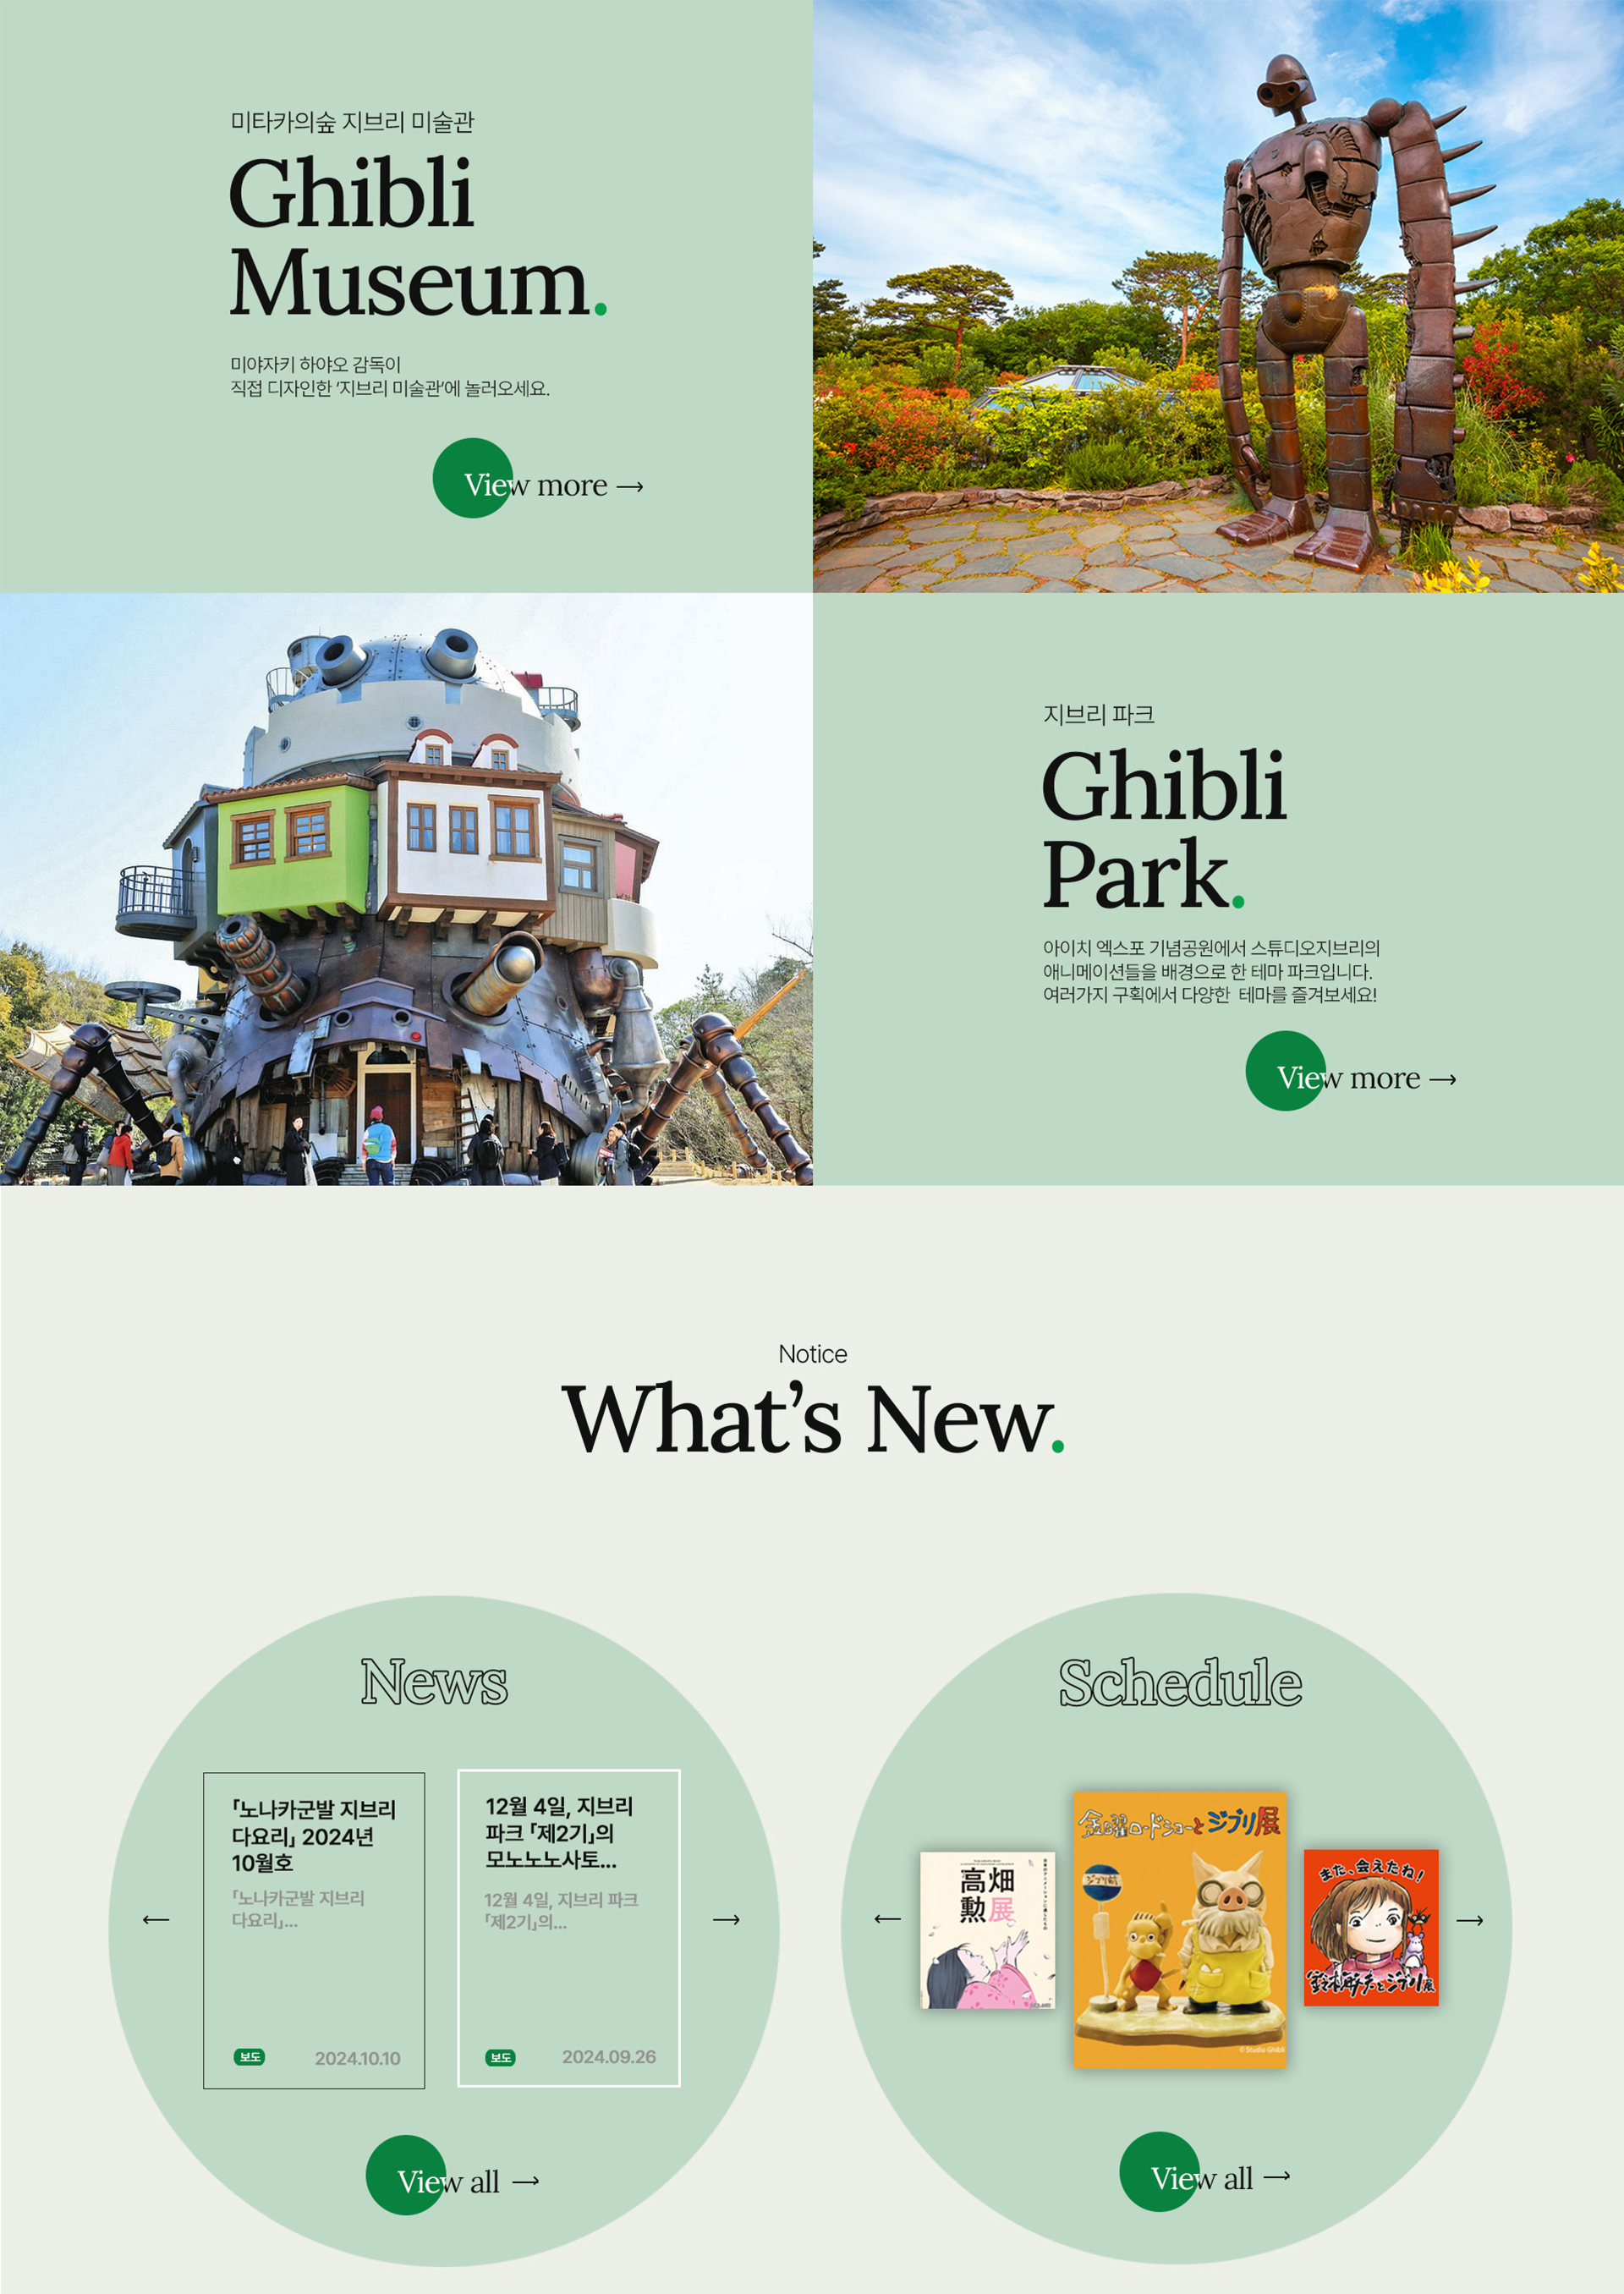 미타카의숲 지브리 미술관
Ghibli
Museum.
미야자키 하야오 감독이
직접 디자인한 '지브리 미술관'에 놀러오세요.
View more →
지브리 파크
Ghibli
Park.
아이치 엑스포 기념공원에서 스튜디오지브리의
애니메이션들을 배경으로 한 테마 파크입니다.
여러가지 구획에서 다양한 테마를 즐겨보세요!
View more →
Notice
What's New.
News
「노나카군발 지브리
다요리」 2024년
10월호
「노나카군발 지브리
다요리」...
보도
2024.10.10
12월 4일, 지브리
파크 「제2기」의
모노노노사토...
12월 4일, 지브리 파크
「제2기」의...
보도
2024.09.26
View all →
Schedule
高畑
勲展
金曜ロードショーとジブリ展
© Studio Ghibli
また、会えたね!
鈴木敏夫とジブリ展
View all →